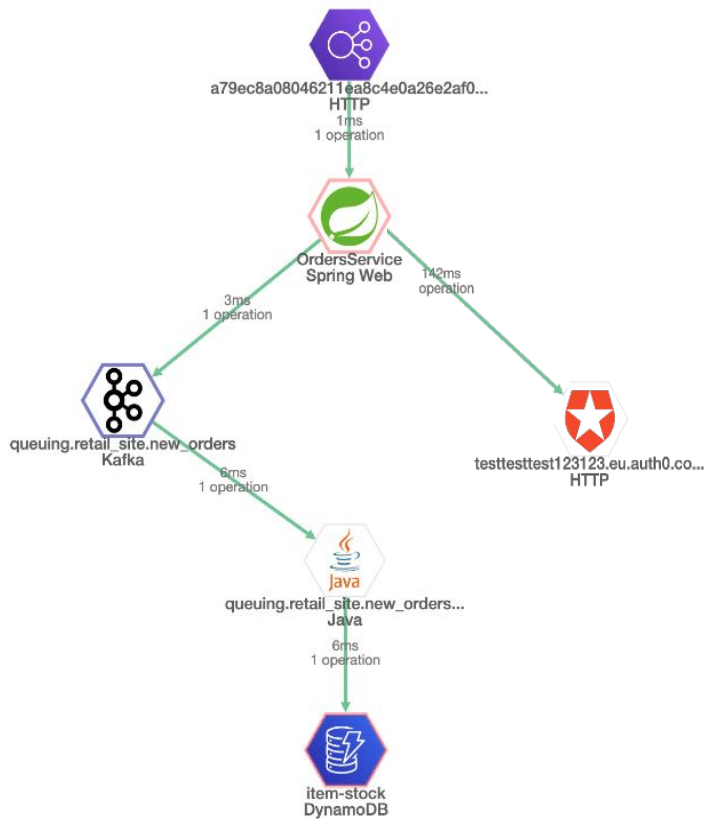 a79ec8a08046211ea8c4e0a26e2af0...
HTTP
1ms
1 operation
OrdersService
Spring Web
3ms
1 operation
142ms
operation
queuing.retail_site.new_orders
Kafka
testtesttest123123.eu.auth0.co...
HTTP
6ms
1 operation
Java
queuing.retail_site.new_orders...
Java
6ms
1 operation
item-stock
DynamoDB